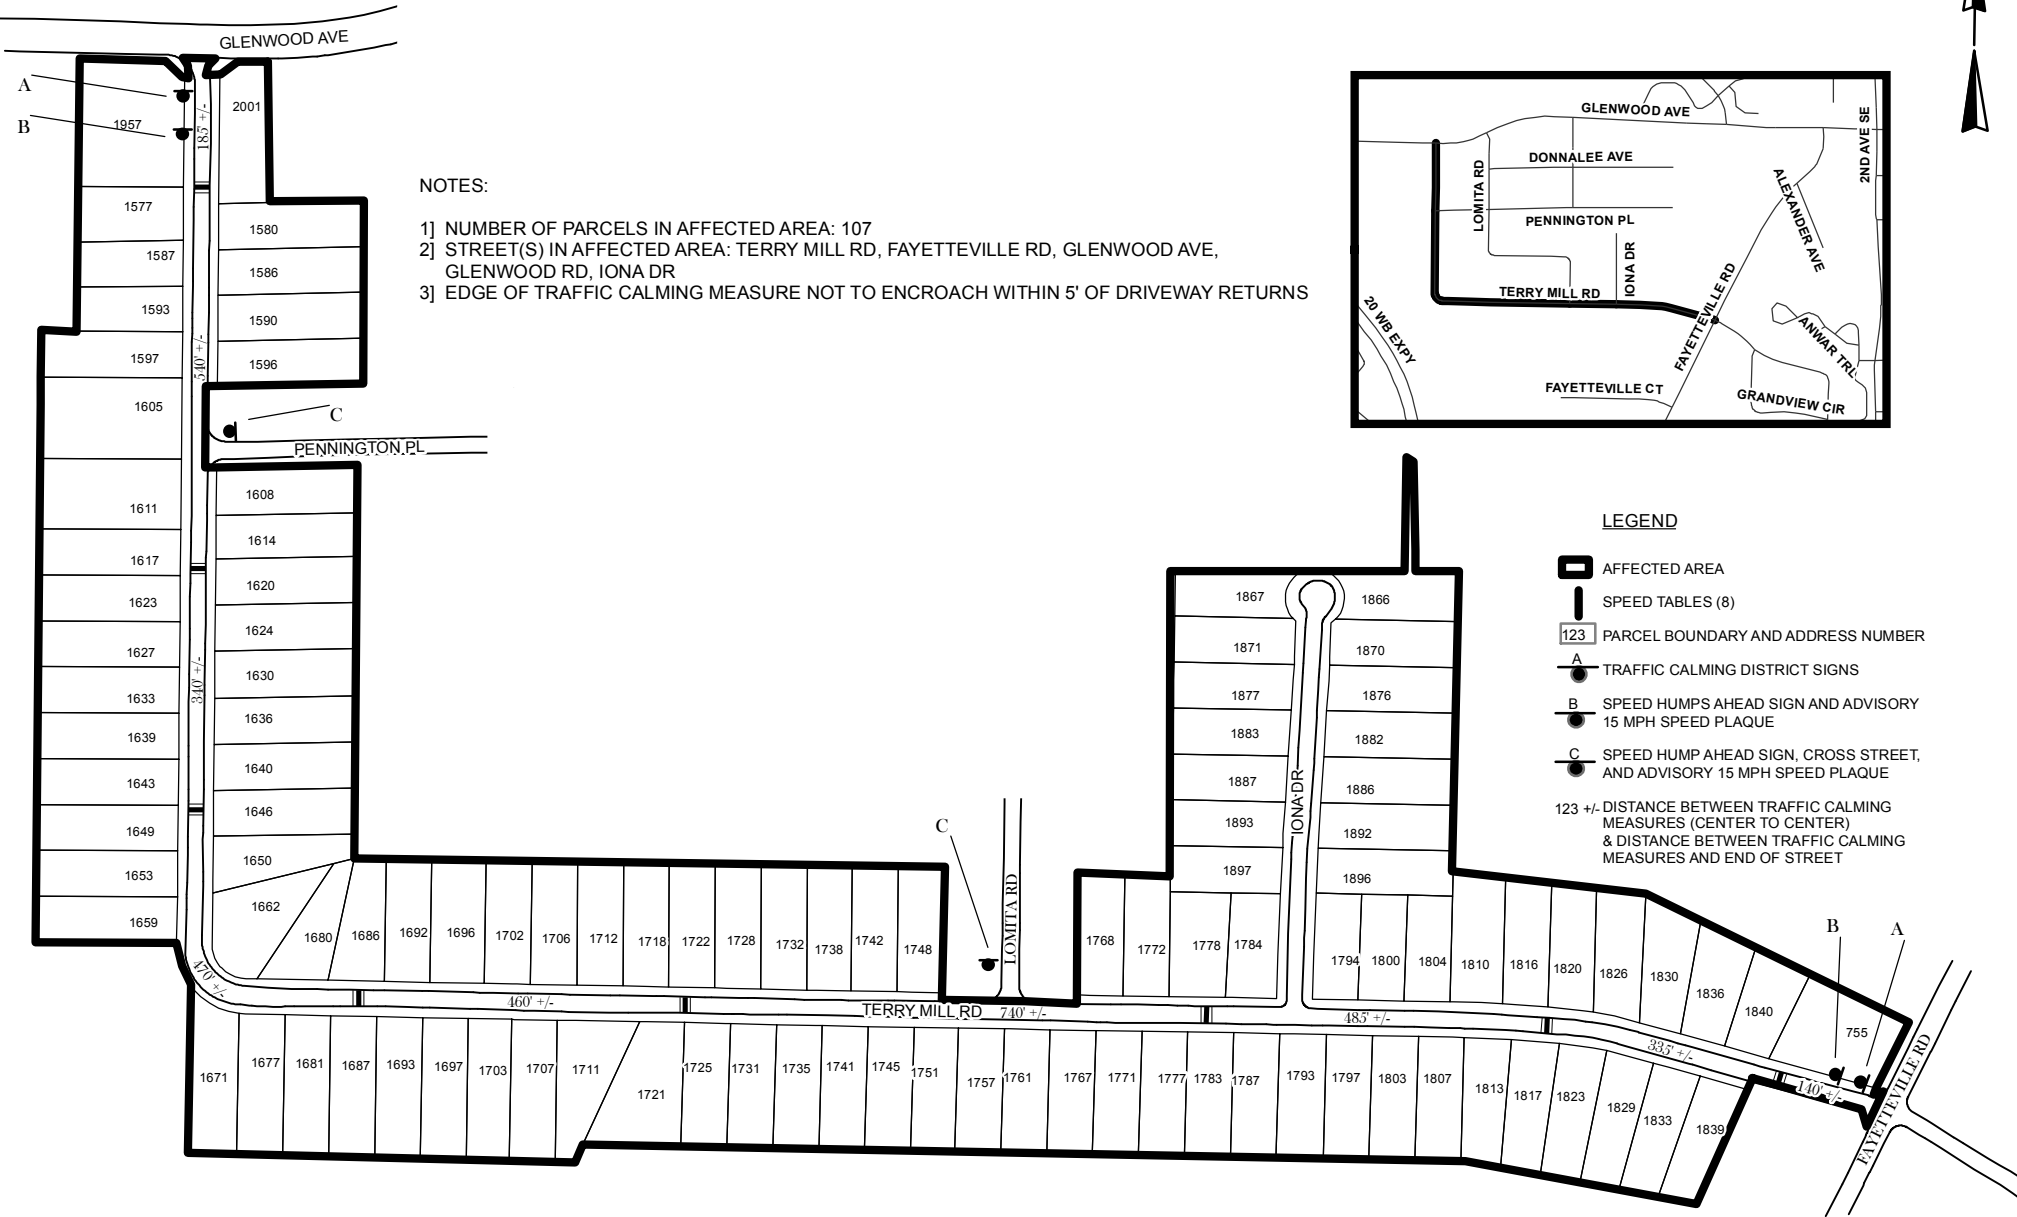 GLENWOOD AVE
A
B
1957
185' +/-
2001
1577
1580
1587
1586
1593
1590
540' +/-
1597
1596
1605
C
PENNINGTON PL
1608
1611
1614
1617
1620
1623
1624
1627
1630
340' +/-
1633
1636
1639
1640
1643
1646
1649
1650
1653
1659
1662
470' +/-
NOTES:
1] NUMBER OF PARCELS IN AFFECTED AREA: 107
2] STREET(S) IN AFFECTED AREA: TERRY MILL RD, FAYETTEVILLE RD, GLENWOOD AVE,
GLENWOOD RD, IONA DR
3] EDGE OF TRAFFIC CALMING MEASURE NOT TO ENCROACH WITHIN 5' OF DRIVEWAY RETURNS
GLENWOOD AVE
2ND AVE SE
DONNALEE AVE
LOMITA RD
ALEXANDER AVE
PENNINGTON PL
IONA DR
TERRY MILL RD
FAYETTEVILLE RD
20 WB EXPY
ANWAR TRL
FAYETTEVILLE CT
GRANDVIEW CIR
LEGEND
AFFECTED AREA
SPEED TABLES (8)
123 PARCEL BOUNDARY AND ADDRESS NUMBER
A TRAFFIC CALMING DISTRICT SIGNS
B SPEED HUMPS AHEAD SIGN AND ADVISORY
15 MPH SPEED PLAQUE
C SPEED HUMP AHEAD SIGN, CROSS STREET,
AND ADVISORY 15 MPH SPEED PLAQUE
123 +/- DISTANCE BETWEEN TRAFFIC CALMING
MEASURES (CENTER TO CENTER)
& DISTANCE BETWEEN TRAFFIC CALMING
MEASURES AND END OF STREET
1867
1866
1871
1870
1877
1876
1883
1882
1887
1886
IONA DR
1893
1892
1897
1896
C
LOMITA RD
1680 1686 1692 1696 1702 1706 1712 1718 1722 1728 1732 1738 1742 1748
1768 1772 1778 1784 1794 1800 1804 1810 1816 1820 1826 1830 1836 1840 755
B
A
460' +/-
TERRY MILL RD
740' +/-
485' +/-
335' +/-
140' +/-
FAYETTEVILLE RD
1671 1677 1681 1687 1693 1697 1703 1707 1711 1721 1725 1731 1735 1741 1745 1751 1757 1761 1767 1771 1777 1783 1787 1793 1797 1803 1807 1813 1817 1823 1829 1833 1839